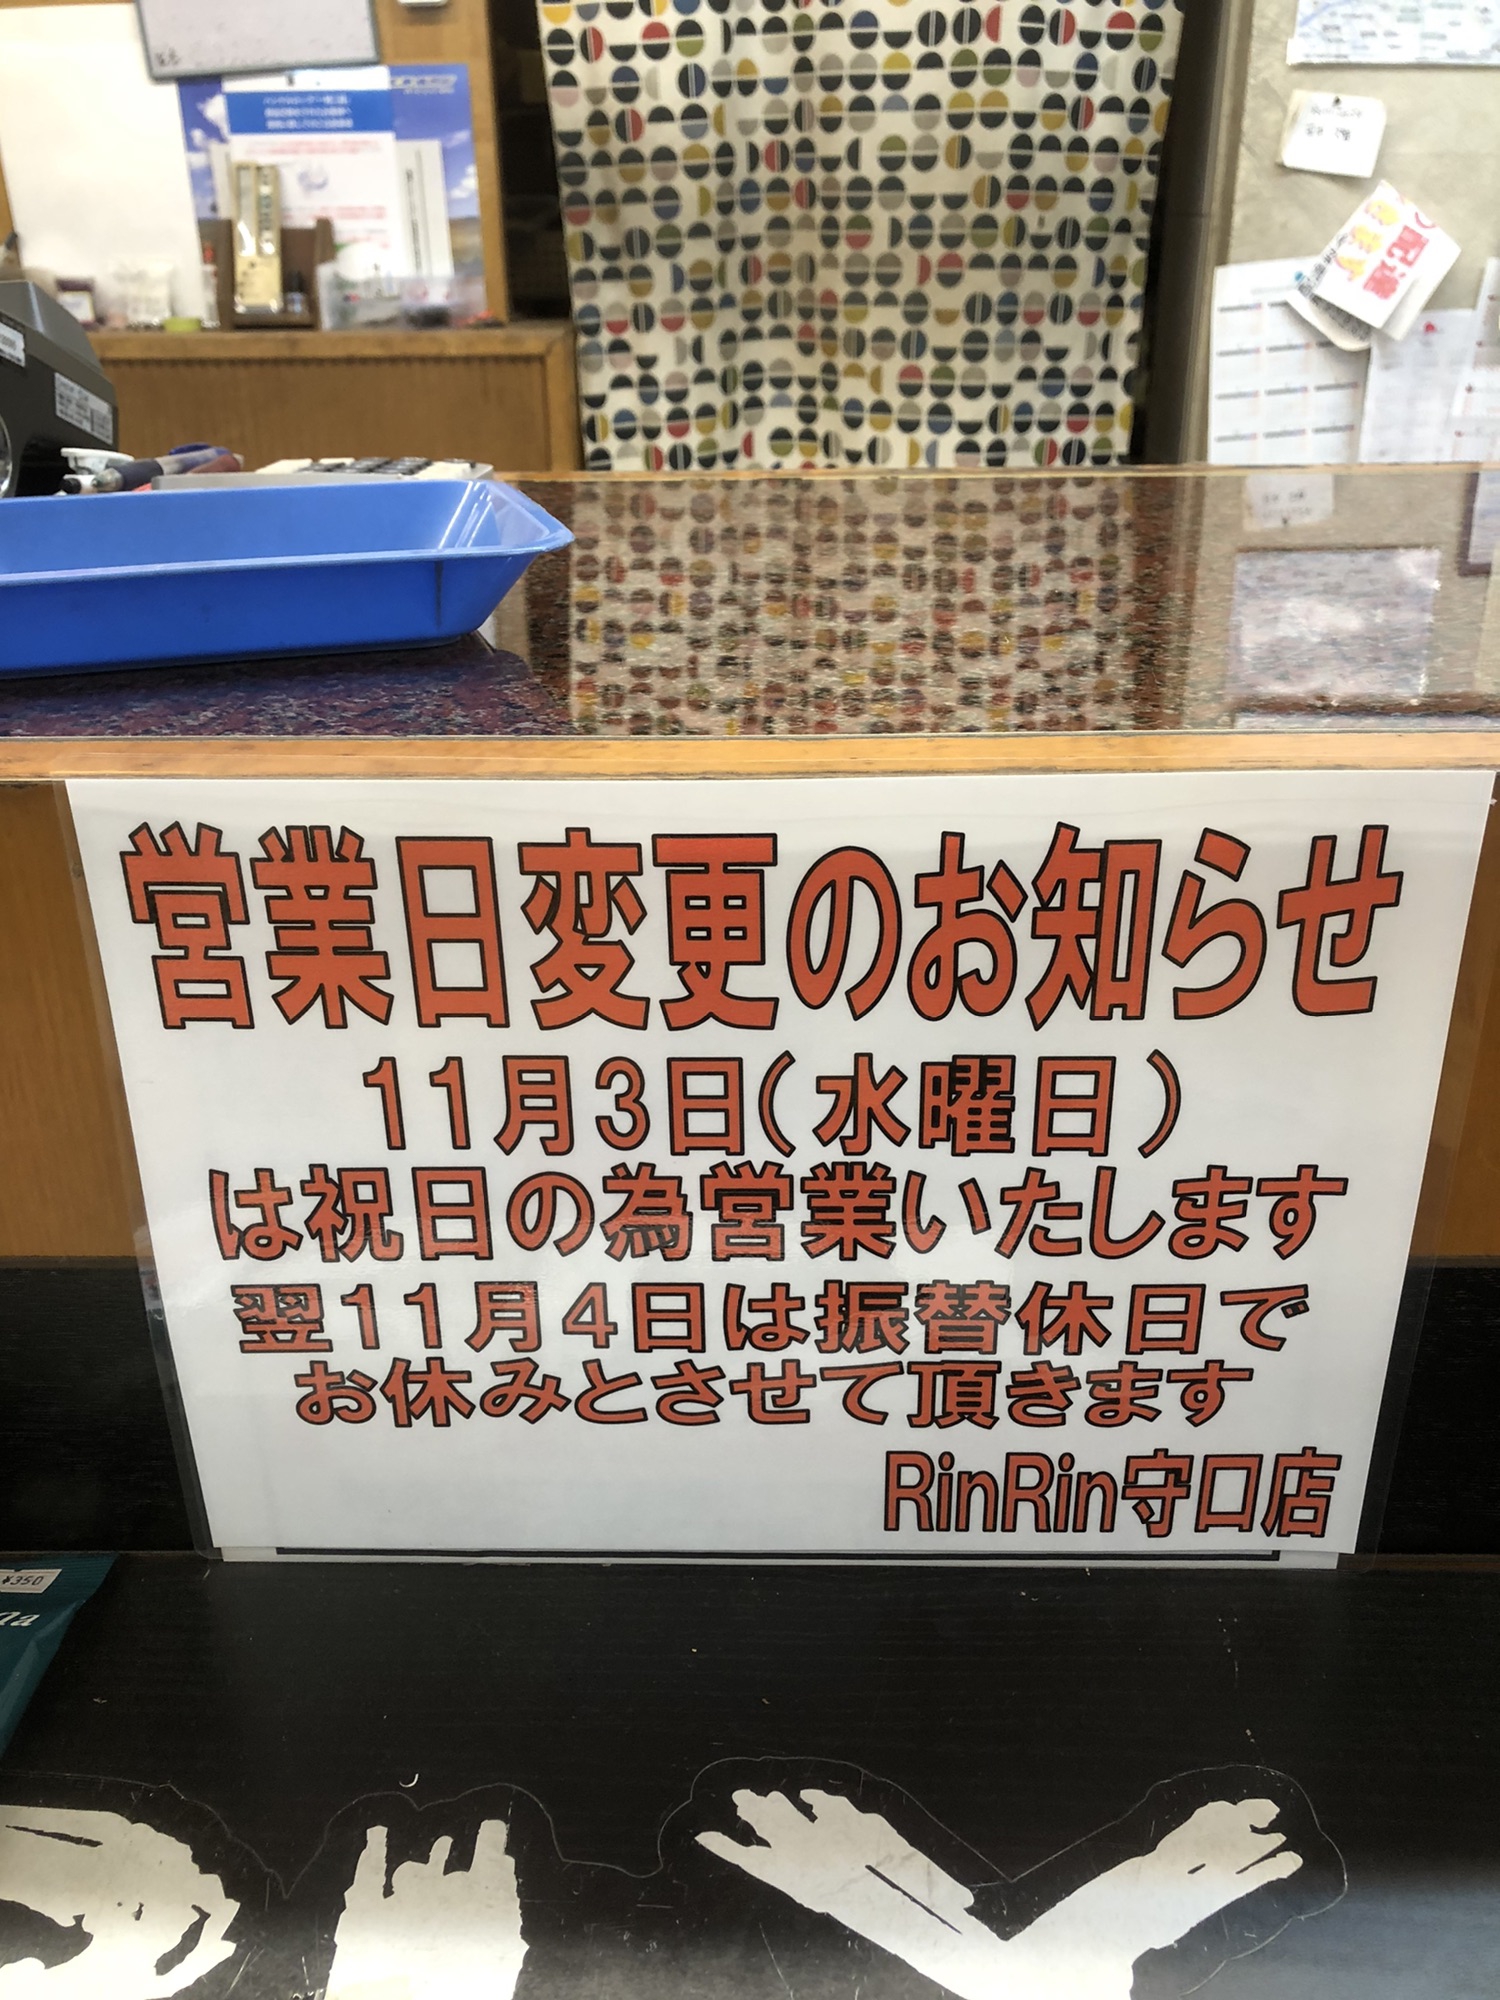 配達
営業日変更のお知らせ
11月3日(水曜日)
は祝日の為営業いたします
翌11月4日は振替休日で
お休みとさせて頂きます
RinRin守口店
¥350